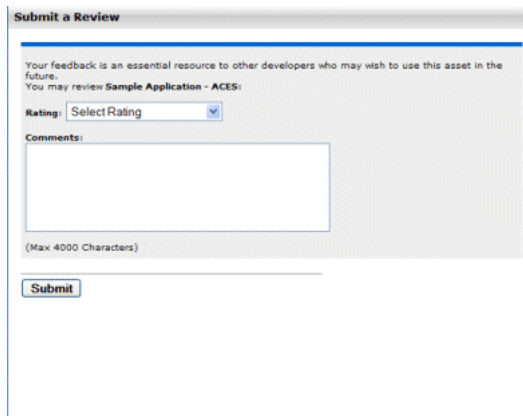 Submit a Review
Your feedback is an essential resource to other developers who may wish to use this asset in the
future.
You may review Sample Application - ACES:
Rating: Select Rating
Comments:
(Max 4000 Characters)
Submit